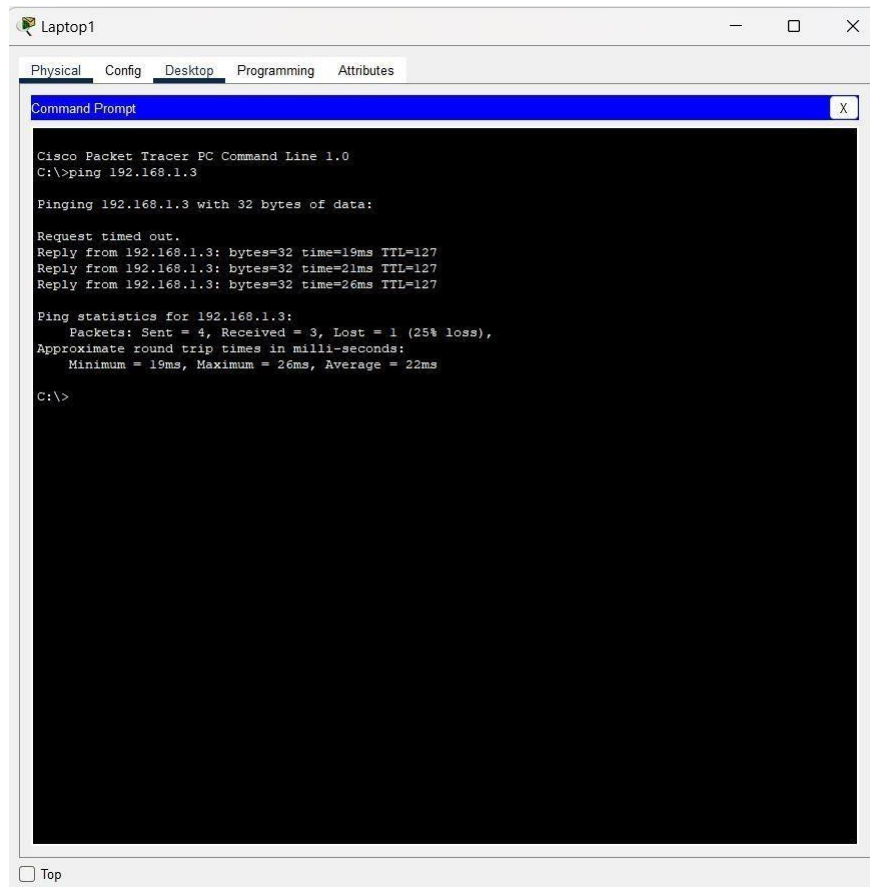 Laptop1
Physical Config Desktop Programming Attributes
Command Prompt X
Cisco Packet Tracer PC Command Line 1.0
C:\>ping 192.168.1.3
Pinging 192.168.1.3 with 32 bytes of data:
Request timed out.
Reply from 192.168.1.3: bytes=32 time=19ms TTL=127
Reply from 192.168.1.3: bytes=32 time=21ms TTL=127
Reply from 192.168.1.3: bytes=32 time=26ms TTL=127
Ping statistics for 192.168.1.3:
Packets: Sent = 4, Received = 3, Lost = 1 (25% loss),
Approximate round trip times in milli-seconds:
Minimum = 19ms, Maximum = 26ms, Average = 22ms
C:\>
Top